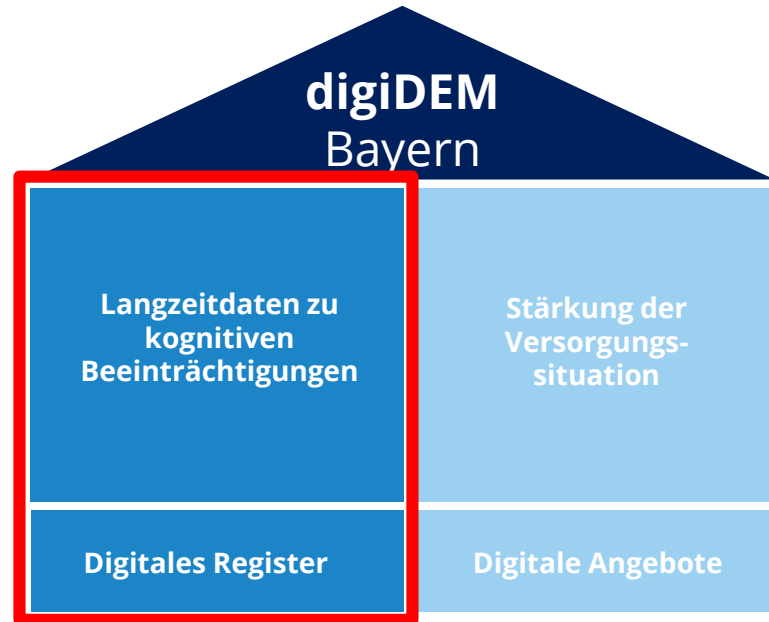 digiDEM
Bayern
Langzeitdaten zu
kognitiven
Beeinträchtigungen
Stärkung der
Versorgungs-
situation
Digitales Register
Digitale Angebote